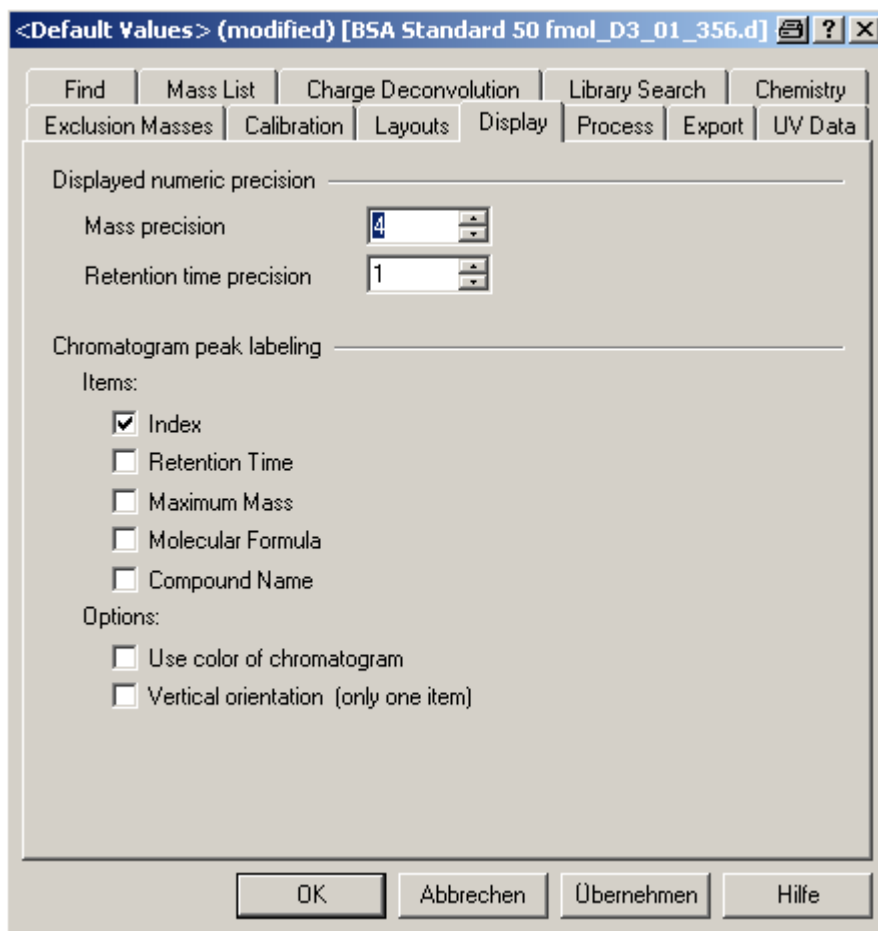 <Default Values> (modified) [BSA Standard 50 fmol_D3_01_356.d]
Find Mass List Charge Deconvolution Library Search Chemistry
Exclusion Masses Calibration Layouts Display Process Export UV Data
Displayed numeric precision
Mass precision 4
Retention time precision 1
Chromatogram peak labeling
Items:
Index
Retention Time
Maximum Mass
Molecular Formula
Compound Name
Options:
Use color of chromatogram
Vertical orientation (only one item)
OK Abbrechen Übernehmen Hilfe